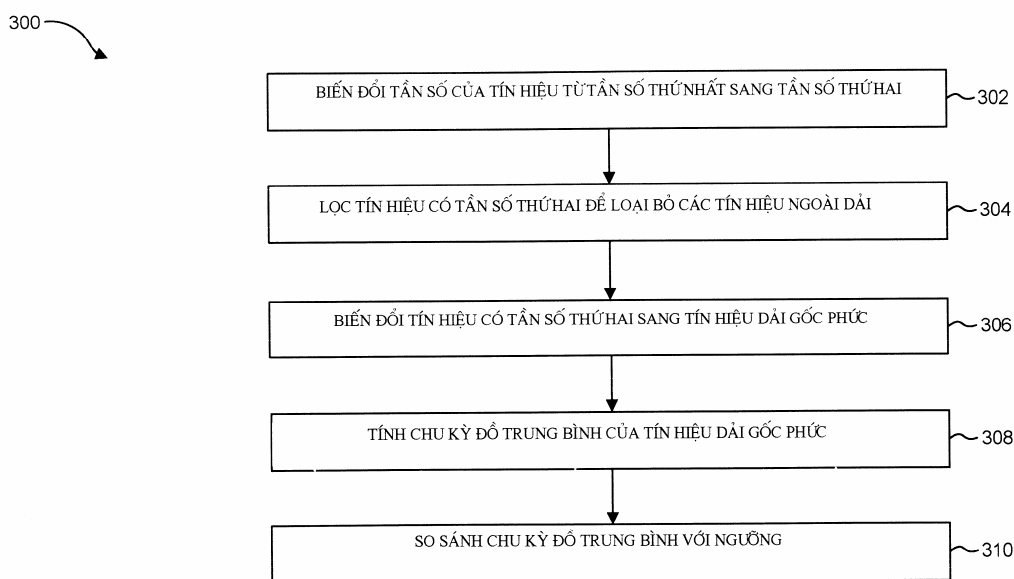 300
BIẾN ĐỔI TẦN SỐ CỦA TÍN HIỆU TỪ TẦN SỐ THỨ NHẤT SANG TẦN SỐ THỨ HAI
302
LỌC TÍN HIỆU CÓ TẦN SỐ THỨ HAI ĐỂ LOẠI BỎ CÁC TÍN HIỆU NGOÀI DẢI
304
BIẾN ĐỔI TÍN HIỆU CÓ TẦN SỐ THỨ HAI SANG TÍN HIỆU DẢI GỐC PHỨC
306
TÍNH CHU KỲ ĐỒ TRUNG BÌNH CỦA TÍN HIỆU DẢI GỐC PHỨC
308
SO SÁNH CHU KỲ ĐỒ TRUNG BÌNH VỚI NGƯỠNG
310